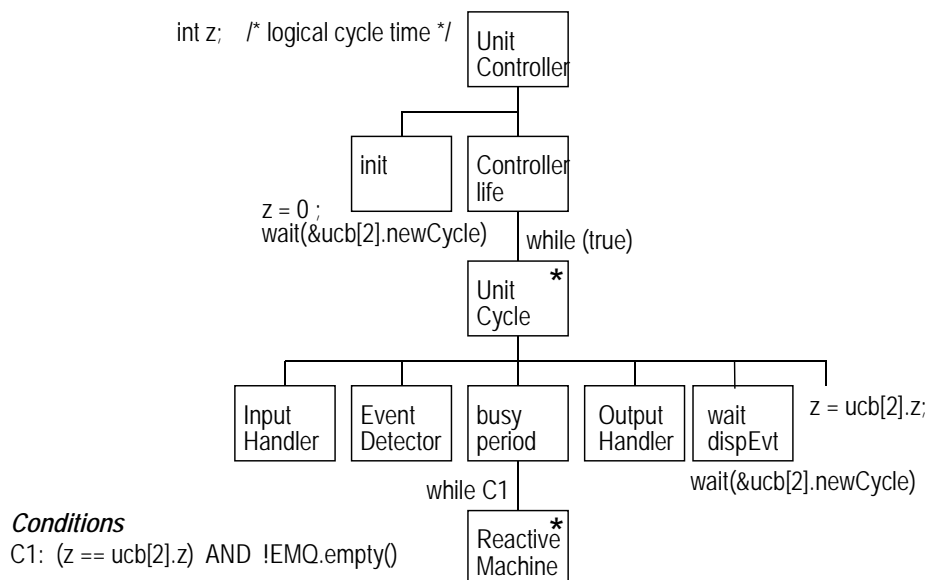 int z;   /* logical cycle time */
Unit
Controller
init
Controller
life
z = 0 ;
wait(&ucb[2].newCycle)
while (true)
*
Unit
Cycle
Input
Handler
Event
Detector
busy
period
Output
Handler
wait
dispEvt
z = ucb[2].z;
wait(&ucb[2].newCycle)
while C1
*
Reactive
Machine
Conditions
C1:  (z == ucb[2].z)  AND  !EMQ.empty()